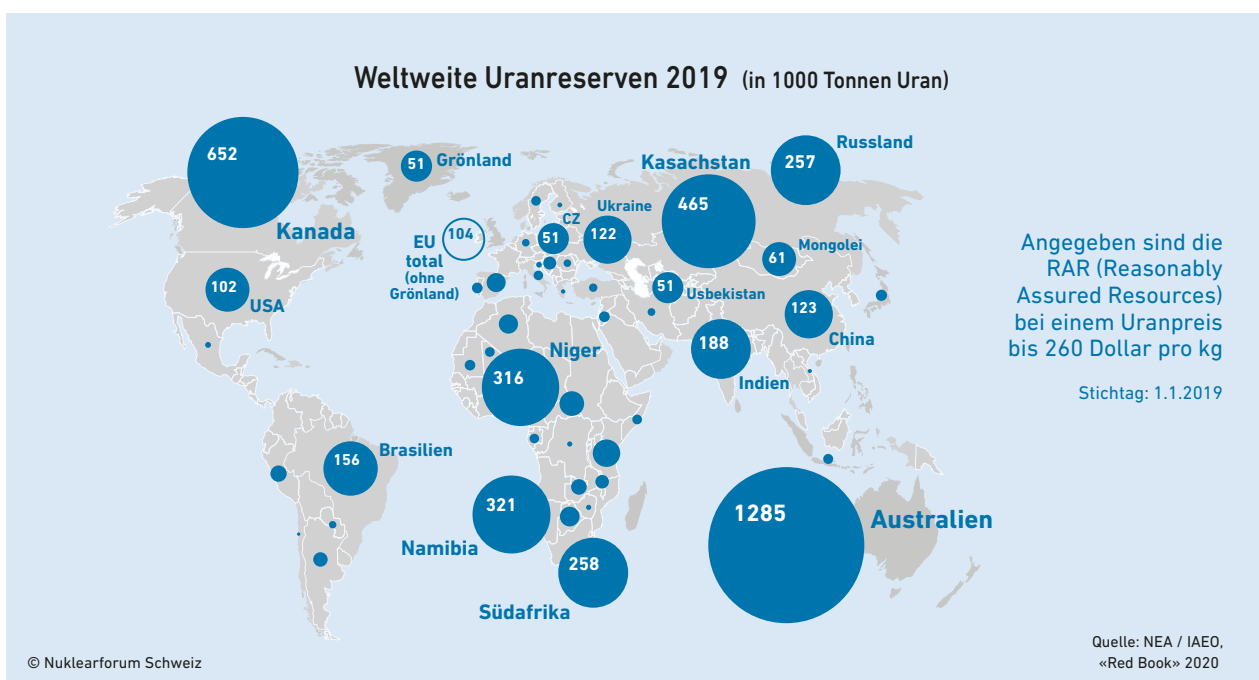 Weltweite Uranreserven 2019 (in 1000 Tonnen Uran)
652
Kanada
51
Grönland
Kasachstan
465
Russland
257
104
EU
total
(ohne
Grönland)
CZ
51
Ukraine
122
Mongolei
61
51
Usbekistan
102
USA
123
China
188
Indien
Niger
316
Brasilien
156
321
Namibia
258
Südafrika
1285
Australien
Angegeben sind die
RAR (Reasonably
Assured Resources)
bei einem Uranpreis
bis 260 Dollar pro kg
Stichtag: 1.1.2019
© Nuklearforum Schweiz
Quelle: NEA / IAEO,
«Red Book» 2020